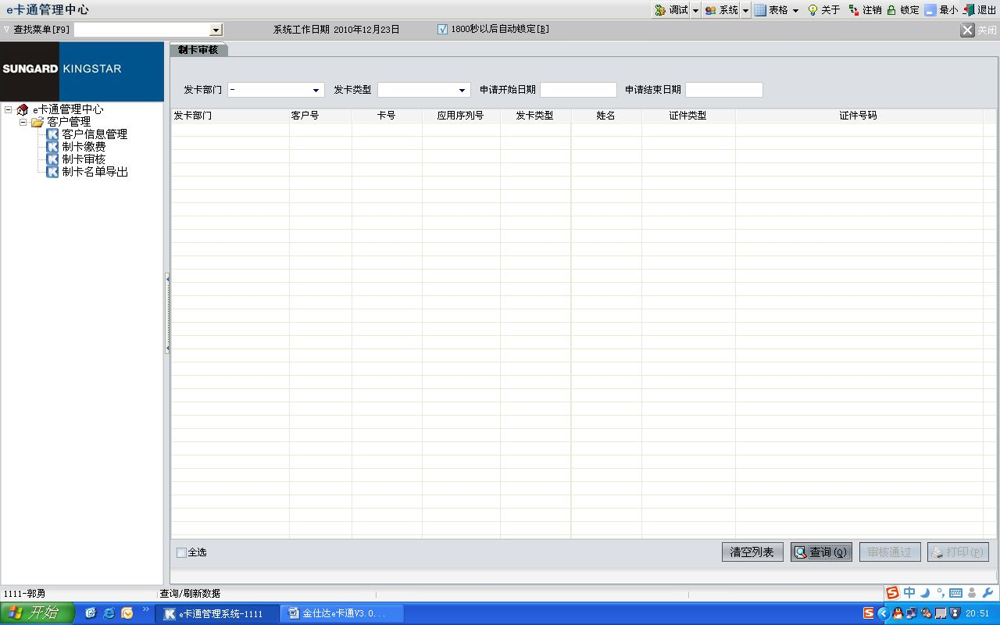 e卡通管理中心 调试 系统 表格 关于 注销 锁定 最小 退出
查找菜单[F9] 系统工作日期 2010年12月23日 1800秒以后自动锁定[B] 关闭
SUNGARD KINGSTAR
e卡通管理中心
客户管理
客户信息管理
制卡缴费
制卡审核
制卡名单导出
制卡审核
发卡部门 - 发卡类型 申请开始日期 申请结束日期
发卡部门 客户号 卡号 应用序列号 发卡类型 姓名 证件类型 证件号码
全选 清空列表 查询(Q) 审核通过 打印(P)
1111-郭勇 查询/刷新数据
中
开始 e卡通管理系统-1111 金仕达e卡通V3.0... 20:51